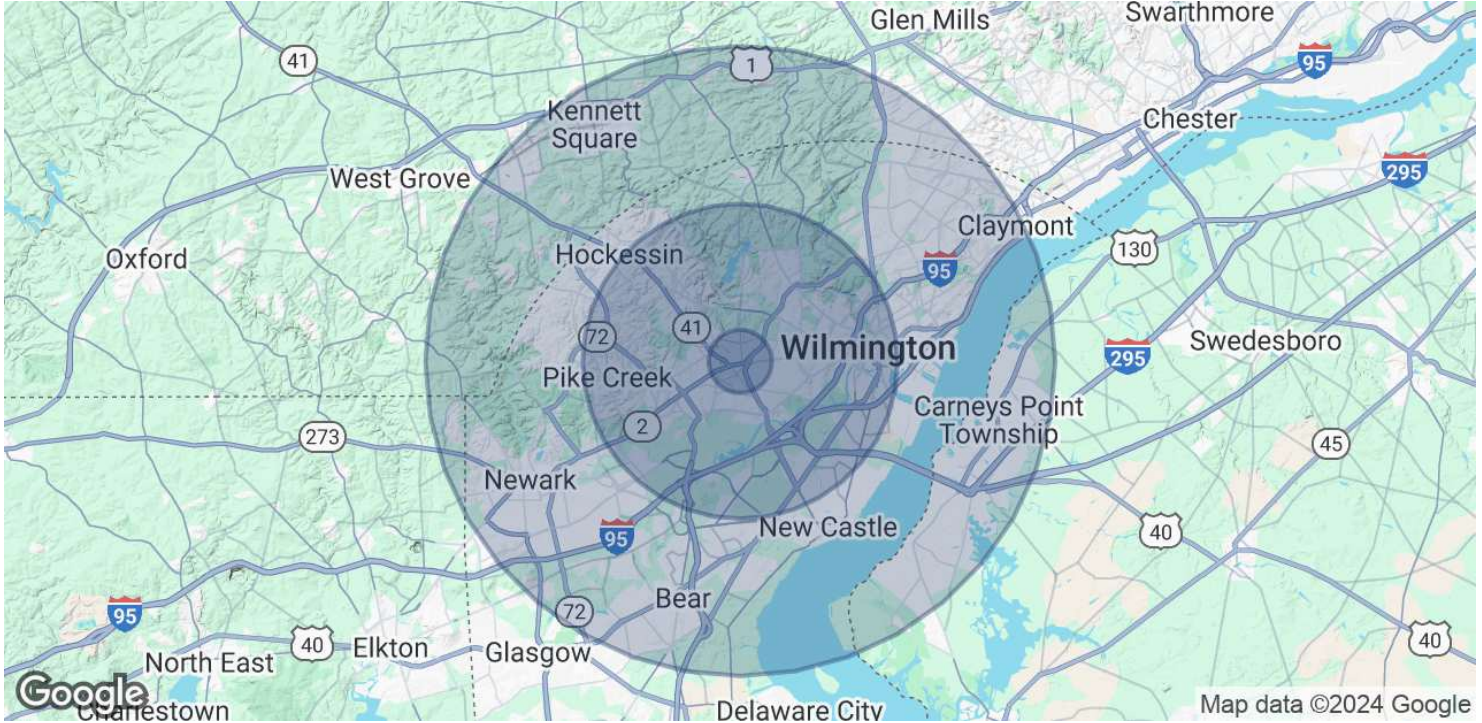 Swarthmore
Glen Mills
41
1
95
Kennett
Square
Chester
West Grove
295
Claymont
Hockessin
130
Oxford
95
41
72
Wilmington
Swedesboro
295
Pike Creek
Carneys Point
Township
2
273
45
Newark
New Castle
40
95
Bear
72
95
40
Elkton
Glasgow
40
North East
Google
Charlestown
Delaware City
Map data ©2024 Google